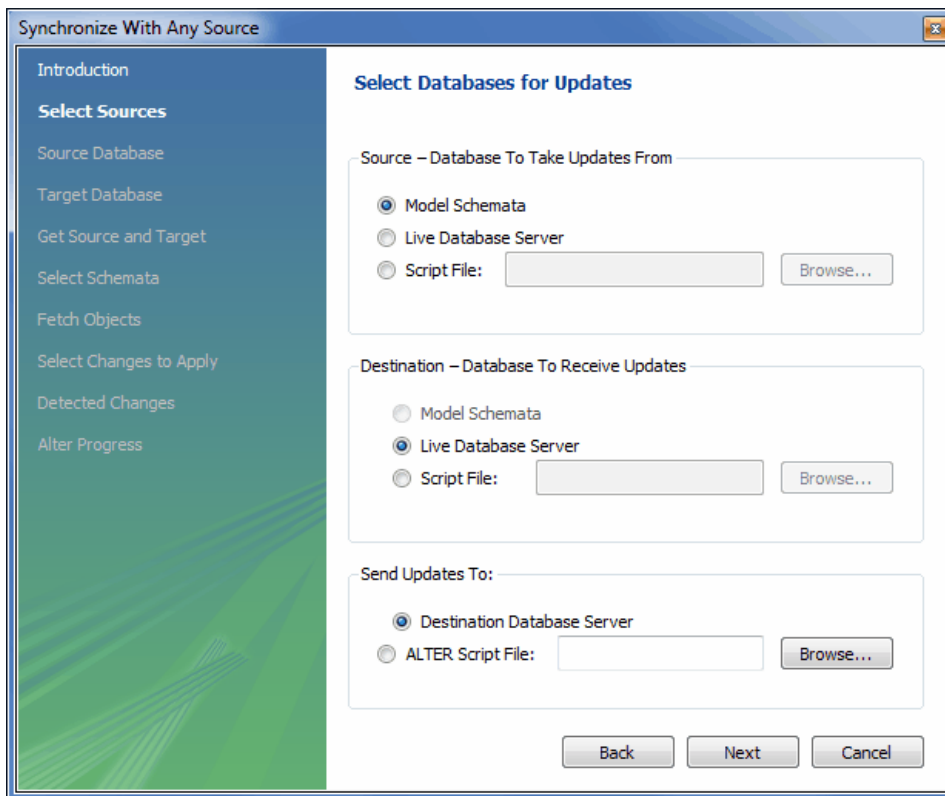 Synchronize With Any Source
Introduction
Select Sources
Source Database
Target Database
Get Source and Target
Select Schemata
Fetch Objects
Select Changes to Apply
Detected Changes
Alter Progress
Select Databases for Updates
Source – Database To Take Updates From
Model Schemata
Live Database Server
Script File:
Browse...
Destination – Database To Receive Updates
Model Schemata
Live Database Server
Script File:
Browse...
Send Updates To:
Destination Database Server
ALTER Script File:
Browse...
Back
Next
Cancel